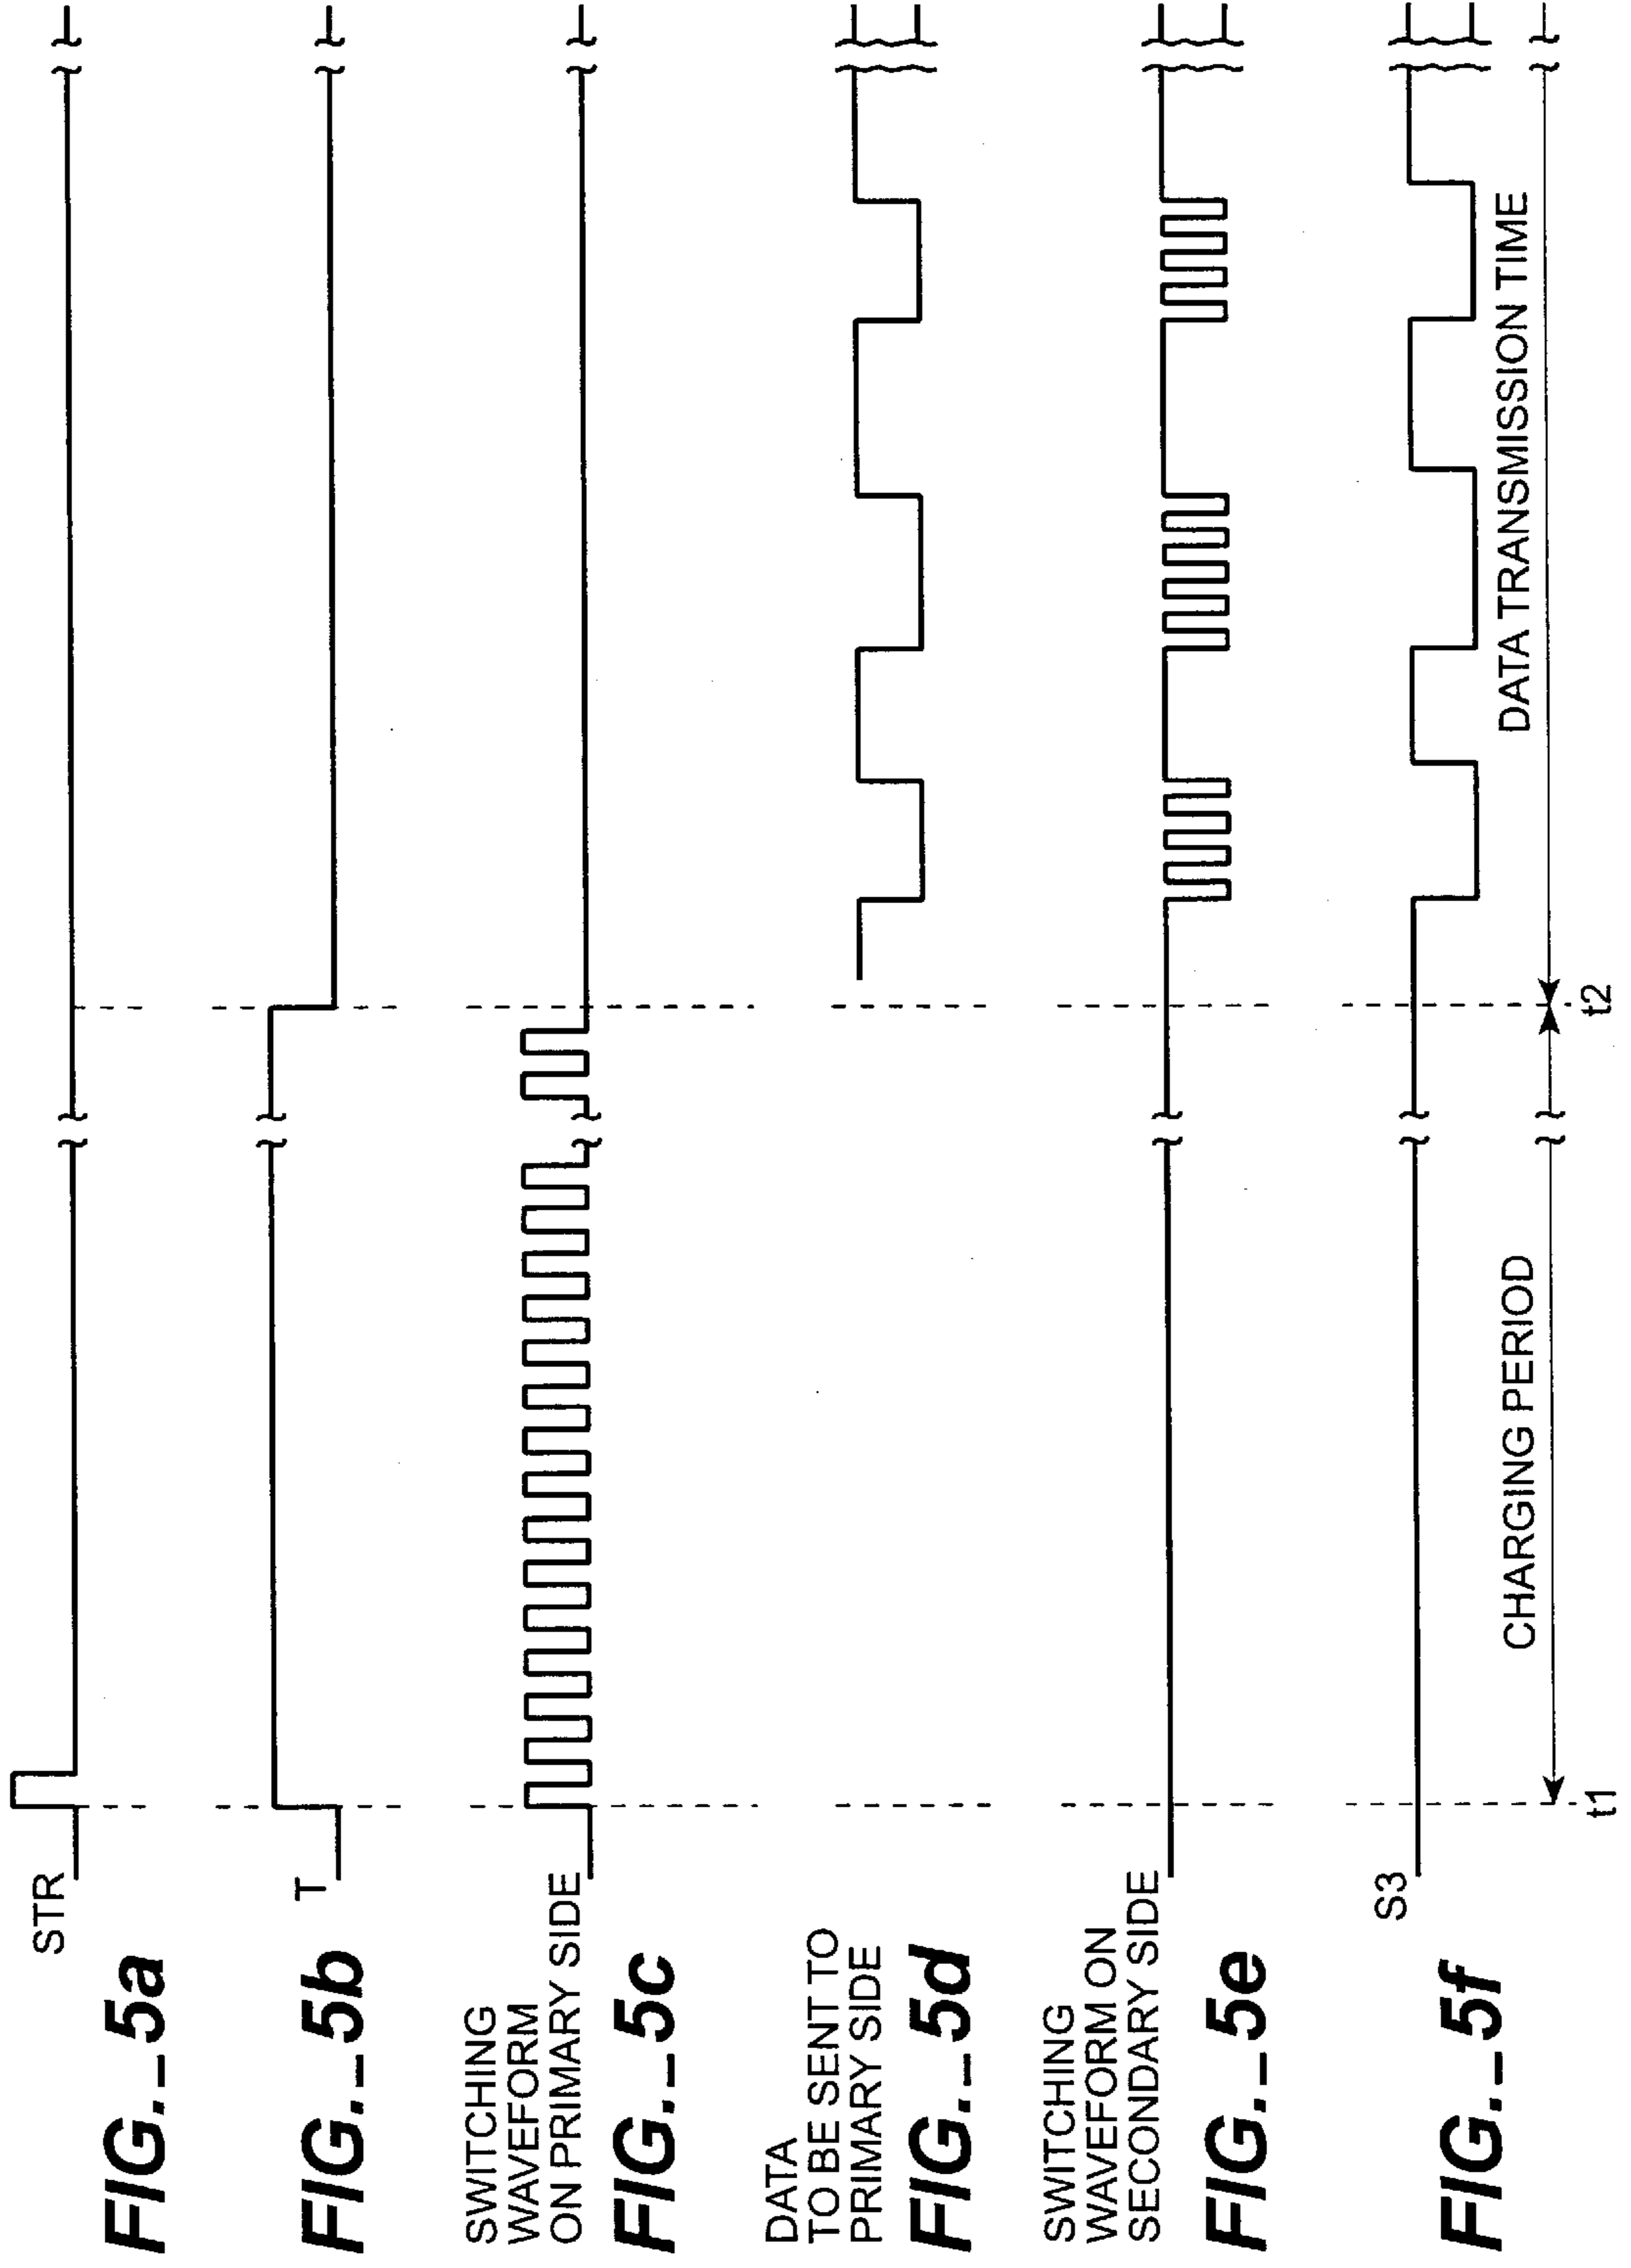 STR
FIG._5a
T
FIG._5b
SWITCHING
WAVEFORM
ON PRIMARY SIDE
FIG._5c
DATA
TO BE SENT TO
PRIMARY SIDE
FIG._5d
SWITCHING
WAVEFORM ON
SECONDARY SIDE
FIG._5e
S3
FIG._5f
CHARGING PERIOD
DATA TRANSMISSION TIME
t1
t2